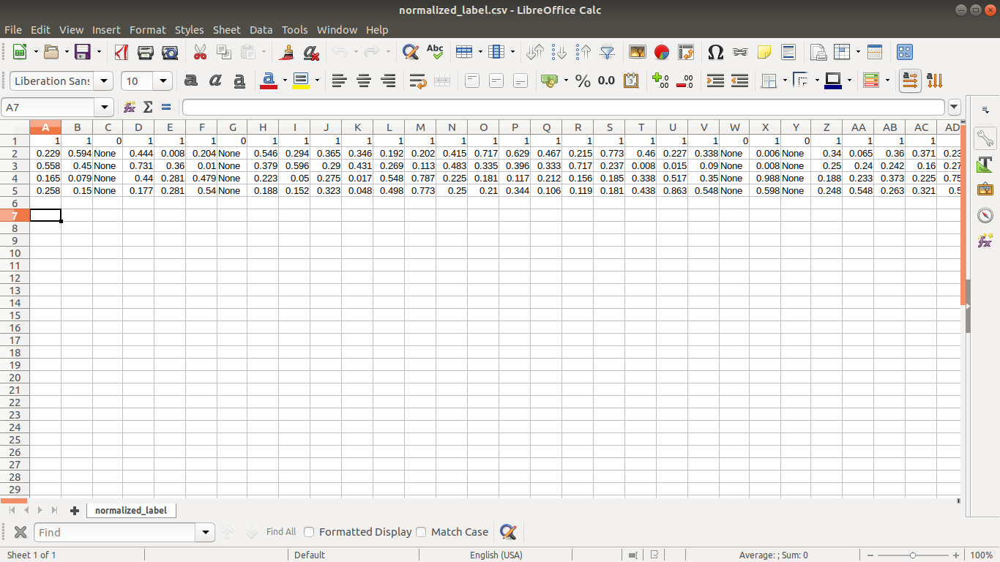 normalized_label.csv - LibreOffice Calc
File Edit View Insert Format Styles Sheet Data Tools Window Help
Abc
Liberation Sans 10 a a a a % 0.0
A7
A B C D E F G H I J K L M N O P Q R S T U V W X Y Z AA AB AC AD
1 1 1 0 1 1 1 0 1 1 1 1 1 1 1 1 1 1 1 1 1 1 1 0 1 0 1 1 1 1
2 0.229 0.594 None 0.444 0.008 0.204 None 0.546 0.294 0.365 0.346 0.192 0.202 0.415 0.717 0.629 0.467 0.215 0.773 0.46 0.227 0.338 None 0.006 None 0.34 0.065 0.36 0.371 0.23
3 0.558 0.45 None 0.731 0.36 0.01 None 0.379 0.596 0.29 0.431 0.269 0.113 0.483 0.335 0.396 0.333 0.717 0.237 0.008 0.015 0.09 None 0.008 None 0.25 0.24 0.242 0.16 0.27
4 0.165 0.079 None 0.44 0.281 0.479 None 0.223 0.05 0.275 0.017 0.548 0.787 0.225 0.181 0.117 0.212 0.156 0.185 0.338 0.517 0.35 None 0.988 None 0.188 0.233 0.373 0.225 0.75
5 0.258 0.15 None 0.177 0.281 0.54 None 0.188 0.152 0.323 0.048 0.498 0.773 0.25 0.21 0.344 0.106 0.119 0.181 0.438 0.863 0.548 None 0.598 None 0.248 0.548 0.263 0.321 0.5
6
7
8
9
10
11
12
13
14
15
16
17
18
19
20
21
22
23
24
25
26
27
28
29
normalized_label
Find Find All Formatted Display Match Case
Sheet 1 of 1 Default English (USA) Average: ; Sum: 0 100%